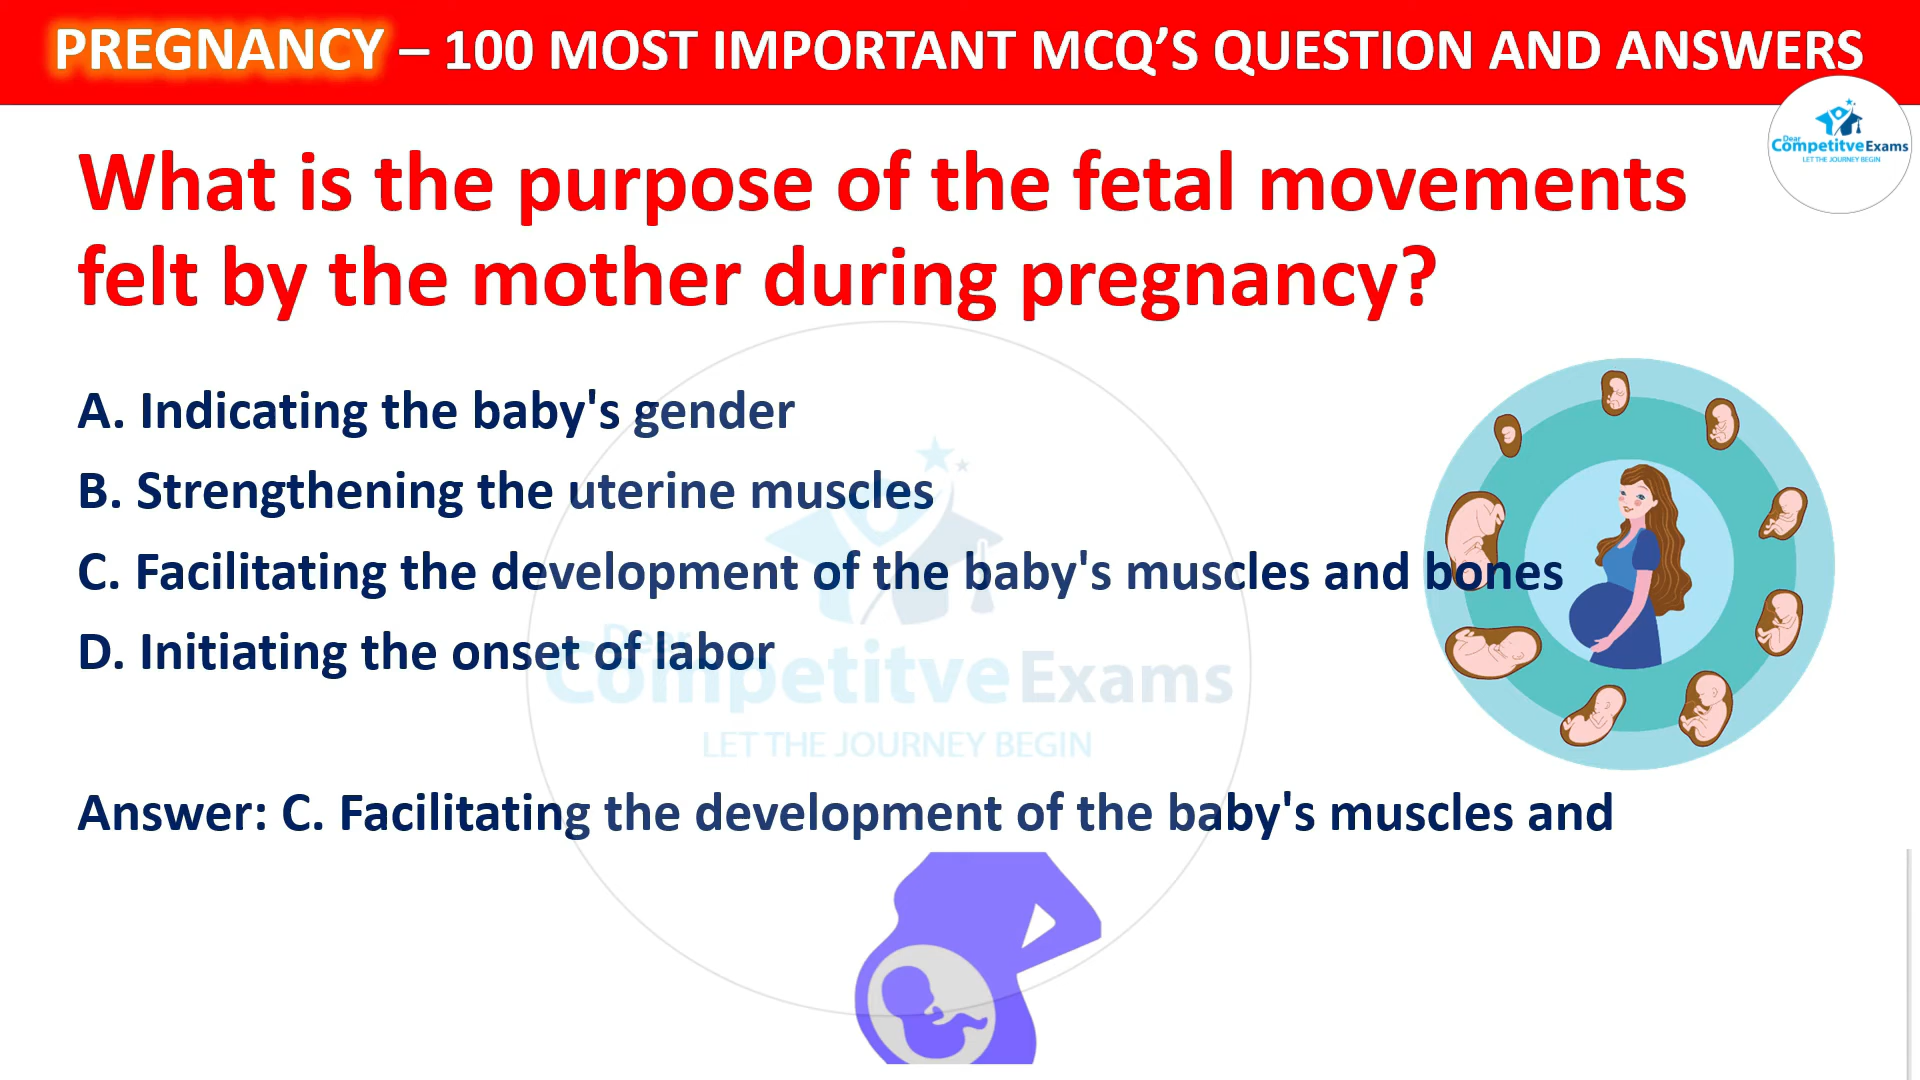 PREGNANCY – 100 MOST IMPORTANT MCQ’S QUESTION AND ANSWERS
Dear
CompetitveExams
LET THE JOURNEY BEGIN
What is the purpose of the fetal movements
felt by the mother during pregnancy?
A. Indicating the baby's gender
B. Strengthening the uterine muscles
C. Facilitating the development of the baby's muscles and bones
D. Initiating the onset of labor
Dear
CompetitveExams
LET THE JOURNEY BEGIN
Answer: C. Facilitating the development of the baby's muscles and